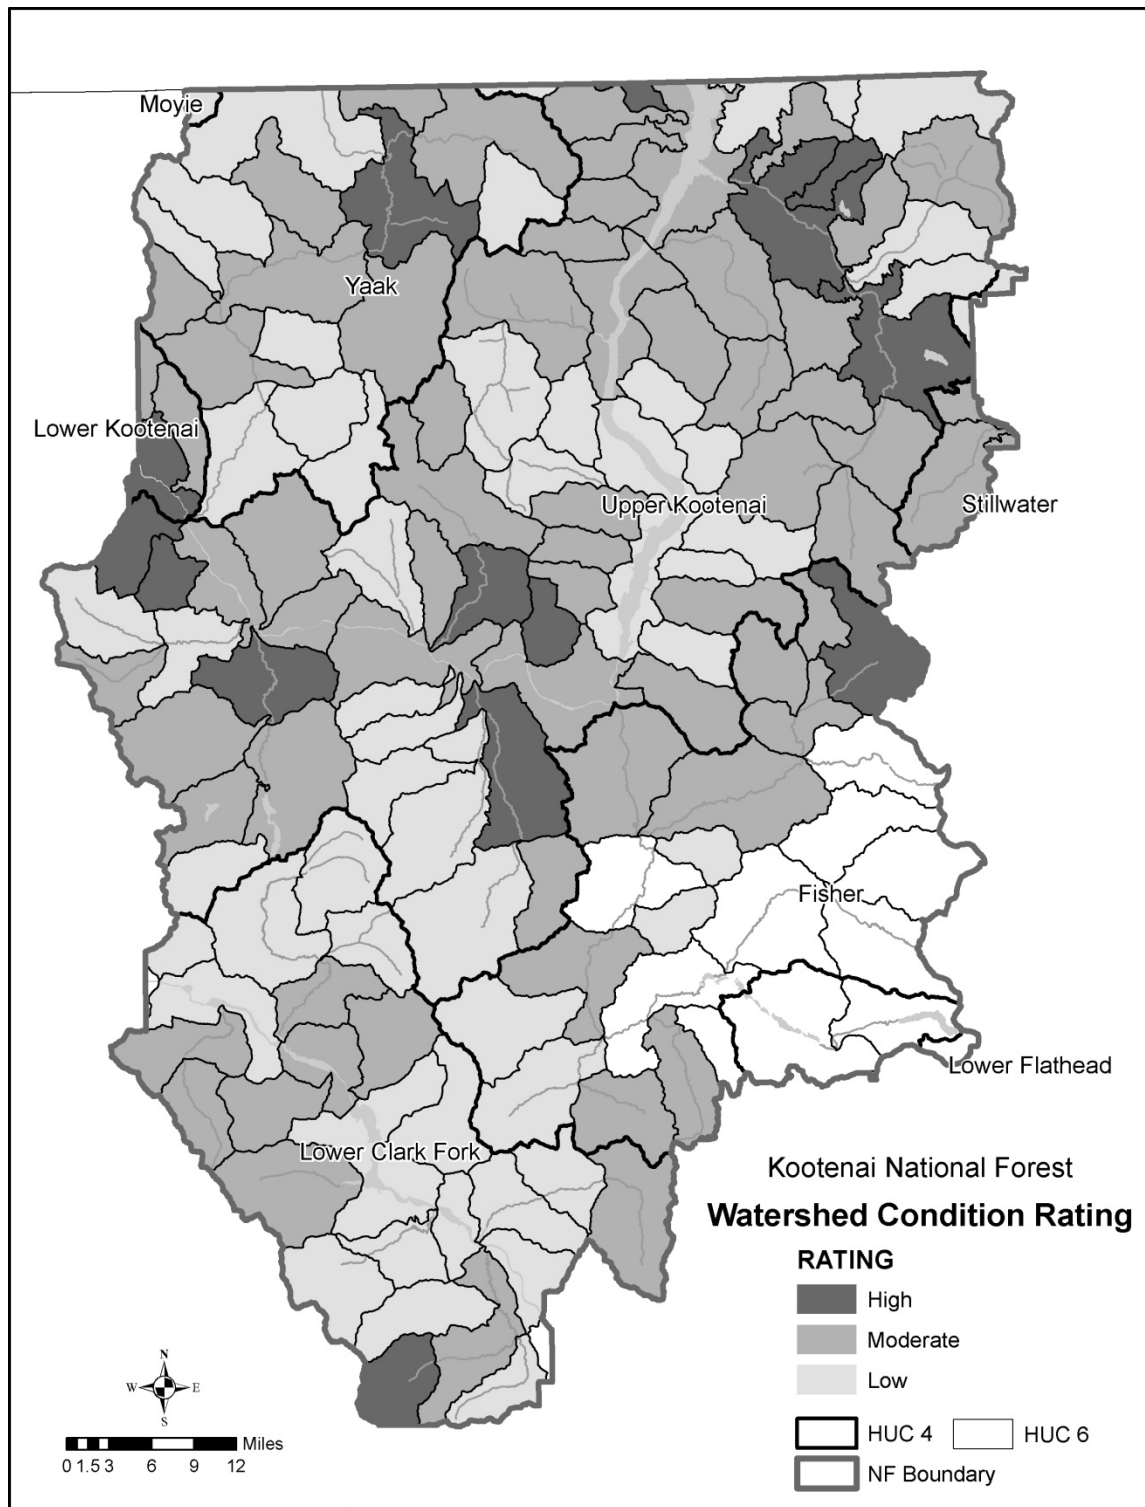 Moyie
Yaak
Lower Kootenai
Upper Kootenai
Stillwater
Fisher
Lower Flathead
Lower Clark Fork
Kootenai National Forest
Watershed Condition Rating
RATING
High
Moderate
Low
HUC 4 HUC 6
NF Boundary
N
W E
S
Miles
0 1.5 3 6 9 12